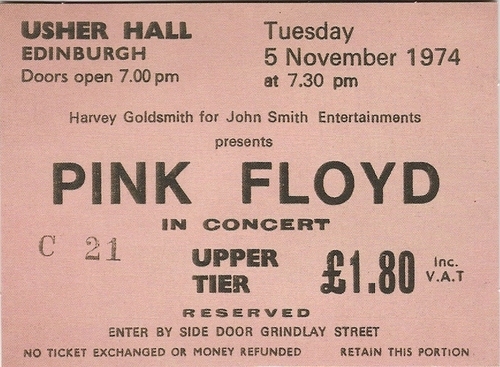 USHER HALL
EDINBURGH
Doors open 7.00 pm
Tuesday
5 November 1974
at 7.30 pm
Harvey Goldsmith for John Smith Entertainments
presents
PINK FLOYD
IN CONCERT
C 21
UPPER
TIER
£1.80 Inc.
V.A.T
RESERVED
ENTER BY SIDE DOOR GRINDLAY STREET
NO TICKET EXCHANGED OR MONEY REFUNDED RETAIN THIS PORTION